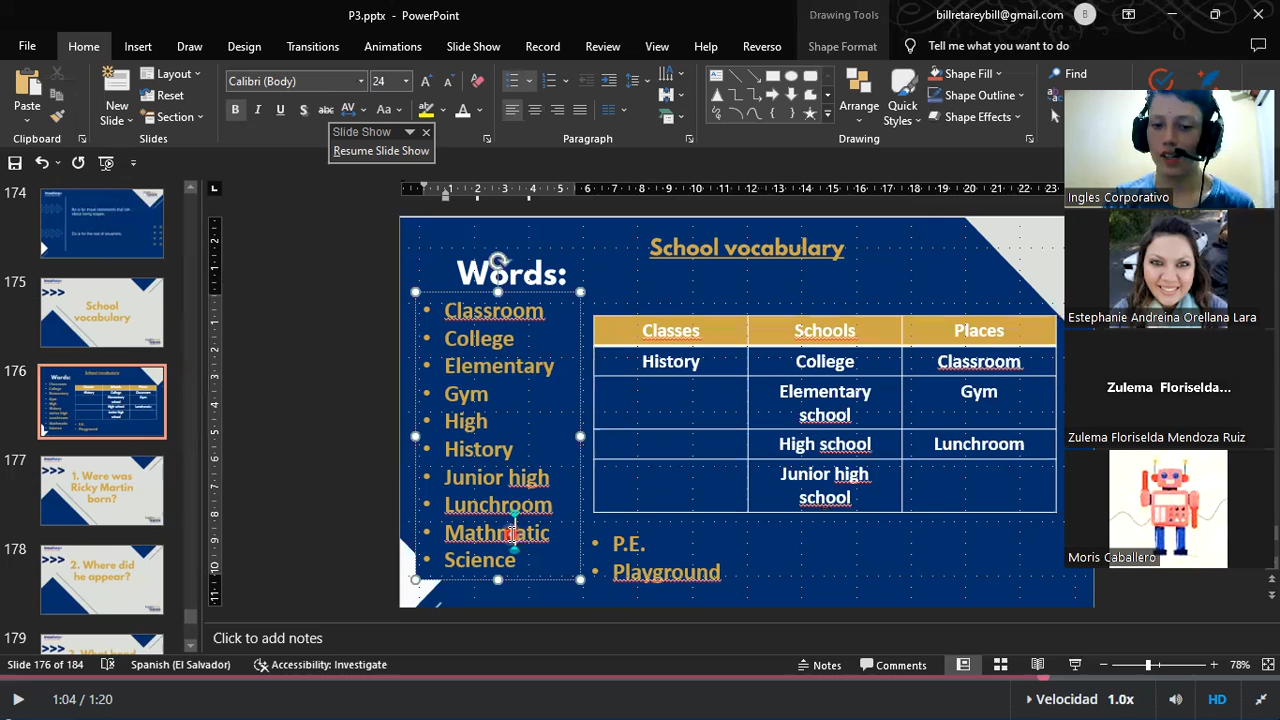 P3.pptx - PowerPoint
Drawing Tools
billretareybill@gmail.com
B
File
Home
Insert
Draw
Design
Transitions
Animations
Slide Show
Record
Review
View
Help
Reverso
Shape Format
Tell me what you want to do
Paste
Clipboard
New Slide
Layout
Reset
Section
Slides
Calibri (Body)
24
B I U S abc AV Aa
Slide Show
Resume Slide Show
Paragraph
Arrange
Quick Styles
Shape Fill
Shape Outline
Shape Effects
Drawing
Find
Ingles Corporativo
Estephanie Andreina Orellana Lara
Zulema Floriselda...
Zulema Floriselda Mendoza Ruiz
Moris Caballero
174
175
School vocabulary
176
177
1. Were was Ricky Martin born?
178
2. Where did he appear?
179
School vocabulary
Words:
• Classroom
• College
• Elementary
• Gym
• High
• History
• Junior high
• Lunchroom
• Mathmatic
• Science
Classes Schools Places
History College Classroom
Elementary school Gym
High school Lunchroom
Junior high school
• P.E.
• Playground
Click to add notes
Slide 176 of 184
Spanish (El Salvador)
Accessibility: Investigate
Notes
Comments
78%
1:04 / 1:20
Velocidad 1.0x
HD